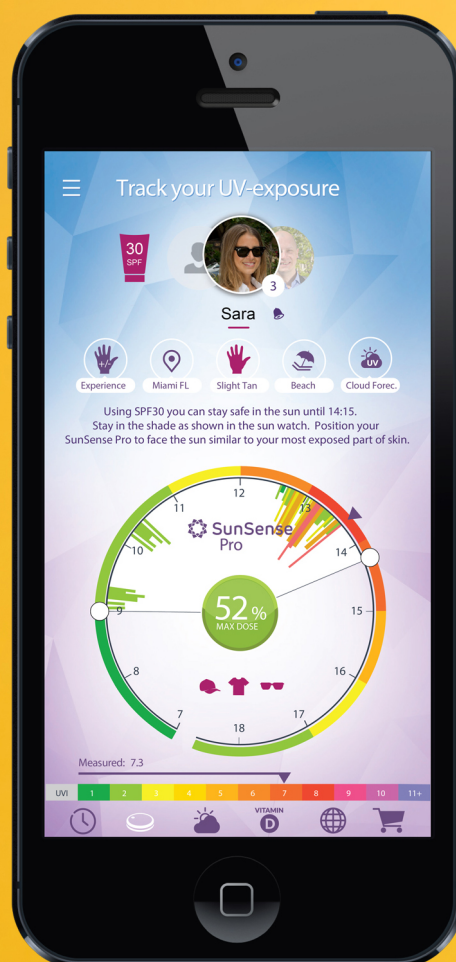 Track your UV-exposure
30
SPF
3
Sara
+/-
UV
Experience
Miami FL
Slight Tan
Beach
Cloud Forec.
Using SPF30 you can stay safe in the sun until 14:15.
Stay in the shade as shown in the sun watch. Position your
SunSense Pro to face the sun similar to your most exposed part of skin.
12
11
13
SunSense
Pro
10
14
9
52%
MAX DOSE
15
8
16
7
17
18
Measured: 7.3
UVI 1 2 3 4 5 6 7 8 9 10 11+
VITAMIN
D